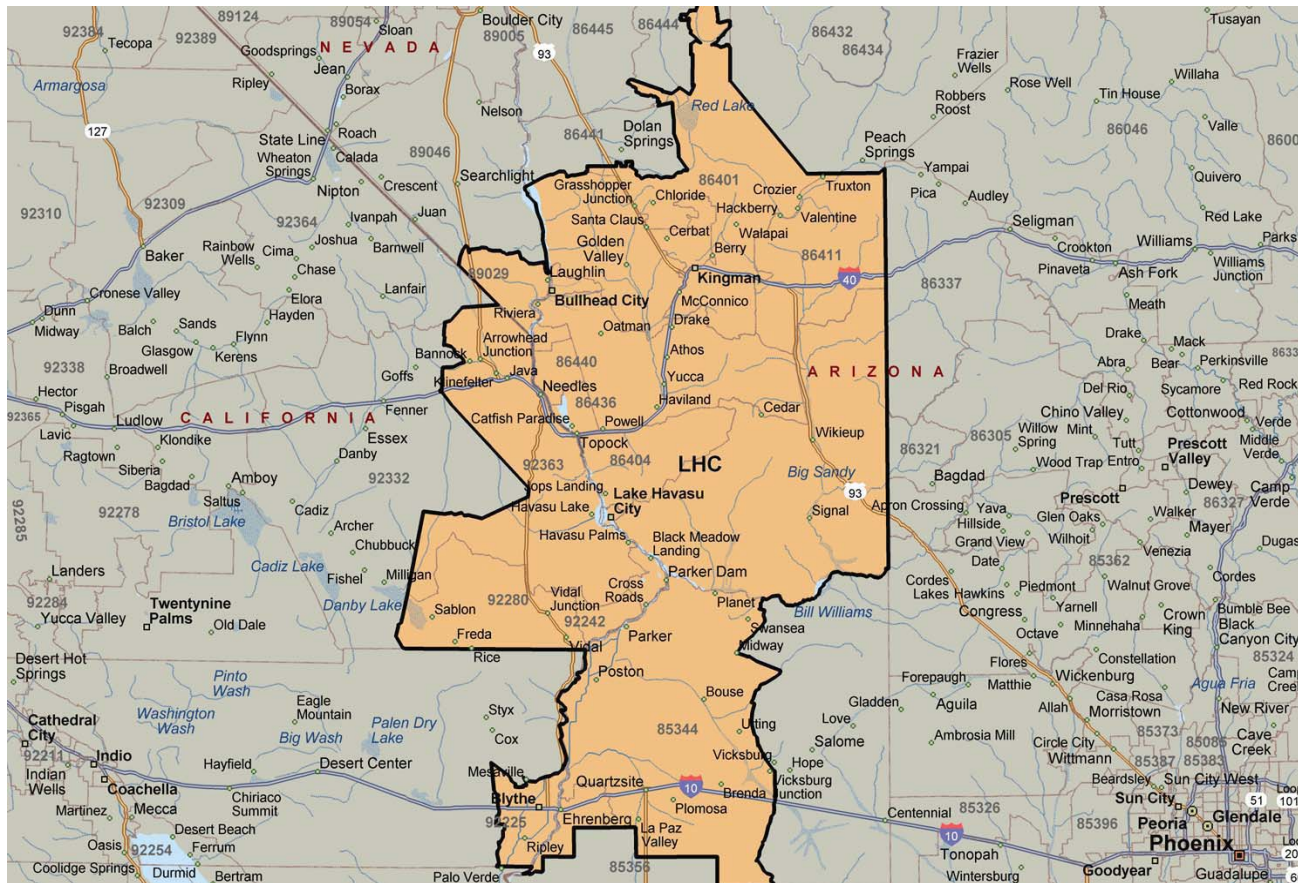 89124
89054
Sloan
Boulder City
86445
86444
86432
86434
Tusayan
92384
Tecopa
92389
Goodsprings
NEVADA
89005
93
Frazier
Wells
Armargosa
Ripley
Jean
Borax
Red Lake
Rose Well
Willaha
Tin House
Robbers
Roost
127
Nelson
Roach
State Line
Calada
Wheaton
Springs
89046
86441
Dolan
Springs
Peach
Springs
86046
Valle
8600
Nipton
Crescent
Searchlight
Grasshopper
Junction
86401
Chloride
Crozier
Truxton
Yampai
Pica
Audley
Quivero
92310
92309
92364
Ivanpah
Juan
Santa Claus
Hackberry
Valentine
Cerbat
Walapai
Seligman
Red Lake
Rainbow
Wells
Cima
Joshua
Barnwell
Golden
Valley
Berry
86411
Crookton
Williams
Parks
Baker
Chase
89029
Laughlin
Kingman
40
Pinaveta
Ash Fork
Williams
Junction
Cronese Valley
Elora
Lanfair
Bullhead City
McConnico
86337
Meath
Dunn
Midway
Balch
Sands
Hayden
Riviera
Oatman
Drake
Drake
Flynn
Glasgow
Kerens
Arrowhead
Junction
Bannock
Athos
Mack
Abra
Bear
Perkinsville
92338
Broadwell
Goffs
Java
86440
ARIZONA
Klinefelter
Needles
Yucca
Del Rio
Sycamore
Red Rock
Hector
Pisgah
92365
Ludlow
CALIFORNIA
Fenner
86436
Haviland
Cedar
Chino Valley
Cottonwood
Verde
Lavic
Klondike
Essex
Catfish Paradise
Powell
86305
Willow
Spring
Mint
Tutt
Middle
Verde
Ragtown
Siberia
Danby
Topock
Wikieup
86321
Prescott
Valley
Bagdad
Amboy
92332
92363
86404
LHC
Big Sandy
Bagdad
Wood Trap
Entro
Saltus
Jops Landing
Lake Havasu
City
93
Prescott
Dewey
Camp
Verde
92285
92278
Bristol Lake
Cadiz
Havasu Lake
Signal
Apron Crossing
Yava
86327
Archer
Hillside
Glen Oaks
Walker
Mayer
Chubbuck
Havasu Palms
Black Meadow
Landing
Grand View
Wilhoit
Venezia
Dugas
Landers
Cadiz Lake
Fishel
Milligan
Parker Dam
Date
85362
Cordes
Lakes
Hawkins
Piedmont
Walnut Grove
Cordes
92284
Twentynine
Palms
Danby Lake
92280
Vidal
Junction
Cross
Roads
Planet
Bill Williams
Congress
Yarnell
Crown
King
Bumble Bee
Black
Canyon City
Yucca Valley
Old Dale
Sablon
92242
Swansea
Octave
Minnehaha
Freda
Vidal
Parker
Midway
Flores
Constellation
85324
Desert Hot
Springs
Rice
Poston
Forepaugh
Matthie
Wickenburg
Pinto
Wash
Bouse
Gladden
Aguila
Casa Rosa
Agua Fria
Washington
Wash
Eagle
Mountain
Big Wash
Palen Dry
Lake
Styx
Love
Allah
Morristown
New River
Cathedral
City
Cox
85344
Utting
Salome
Ambrosia Mill
Circle City
85373
85085
Cave
Creek
92211
Indio
Vicksburg
Hope
Wittmann
85387
85383
Indian
Wells
Hayfield
Desert Center
Mesaville
Quartzsite
10
Vicksburg
Junction
Beardsley
Sun City West
Coachella
Chiriaco
Summit
Blythe
Brenda
Plomosa
Centennial
85326
Sun City
51
101
Martinez
Mecca
92225
Ehrenberg
La Paz
Valley
10
85396
Peoria
Glendale
Oasis
Desert Beach
Ferrum
Ripley
Tonopah
Phoenix
92254
Coolidge Springs
Durmid
Bertram
Palo Verde
85356
Wintersburg
Goodyear
Guadalupe